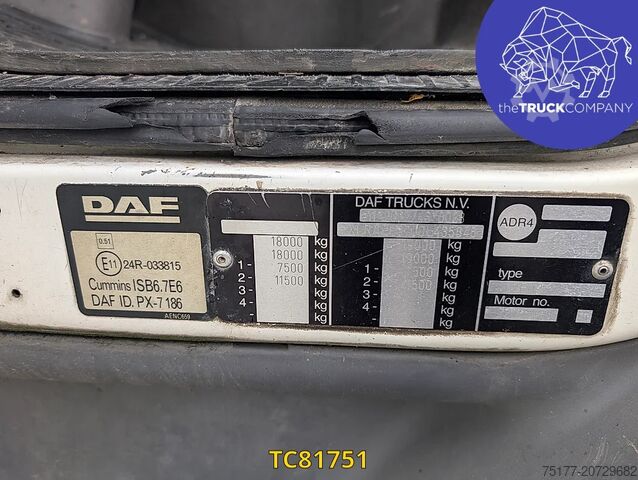 theTRUCKCOMPANY
DAF
0.51
E11 24R-033815
Cummins ISB6.7E6
DAF ID. PX-7 186
AENC659
18000 kg
18000 kg
1- 7500 kg
2- 11500 kg
3- kg
4- kg
DAF TRUCKS N.V.
kg
kg
1- kg
2- kg
3- kg
4- kg
ADR4
type
Motor no.
TC81751
75177-20729682